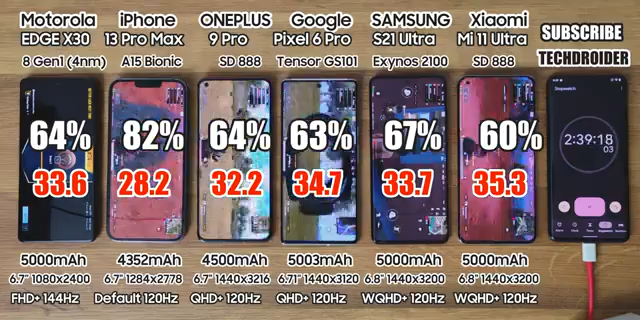 Motorola
EDGE X30
8 Gen1 (4nm)
64%
33.6
5000mAh
6.7" 1080x2400
FHD+ 144Hz
iPhone
13 Pro Max
A15 Bionic
82%
28.2
4352mAh
6.7" 1284x2778
Default 120Hz
ONEPLUS
9 Pro
SD 888
64%
32.2
4500mAh
6.7" 1440x3216
QHD+ 120Hz
Google
Pixel 6 Pro
Tensor GS101
63%
34.7
5003mAh
6.71" 1440x3120
QHD+ 120Hz
SAMSUNG
S21 Ultra
Exynos 2100
67%
33.7
5000mAh
6.8" 1440x3200
WQHD+ 120Hz
Xiaomi
Mi 11 Ultra
SD 888
60%
35.3
5000mAh
6.8" 1440x3200
WQHD+ 120Hz
SUBSCRIBE
TECHDROIDER
Stopwatch
2:39:18
03